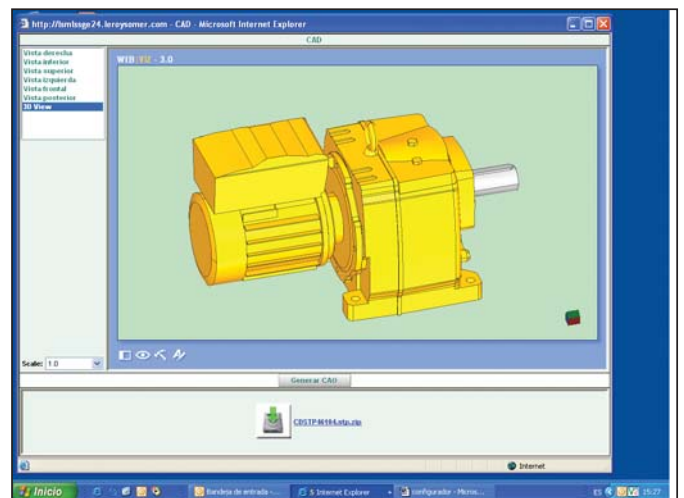 http://lsmlssge24.leroysomer.com - CAD - Microsoft Internet Explorer
CAD
Vista derecha
Vista inferior
Vista superior
Vista izquierda
Vista frontal
Vista posterior
3D View
WEB VIZ - 3.0
Scale: 1.0
Generar CAD
CDSTP46104.stp.zip
Internet
Inicio
Bandeja de entrada -...
5 Internet Explorer
configurador - Micros...
ES
15:27